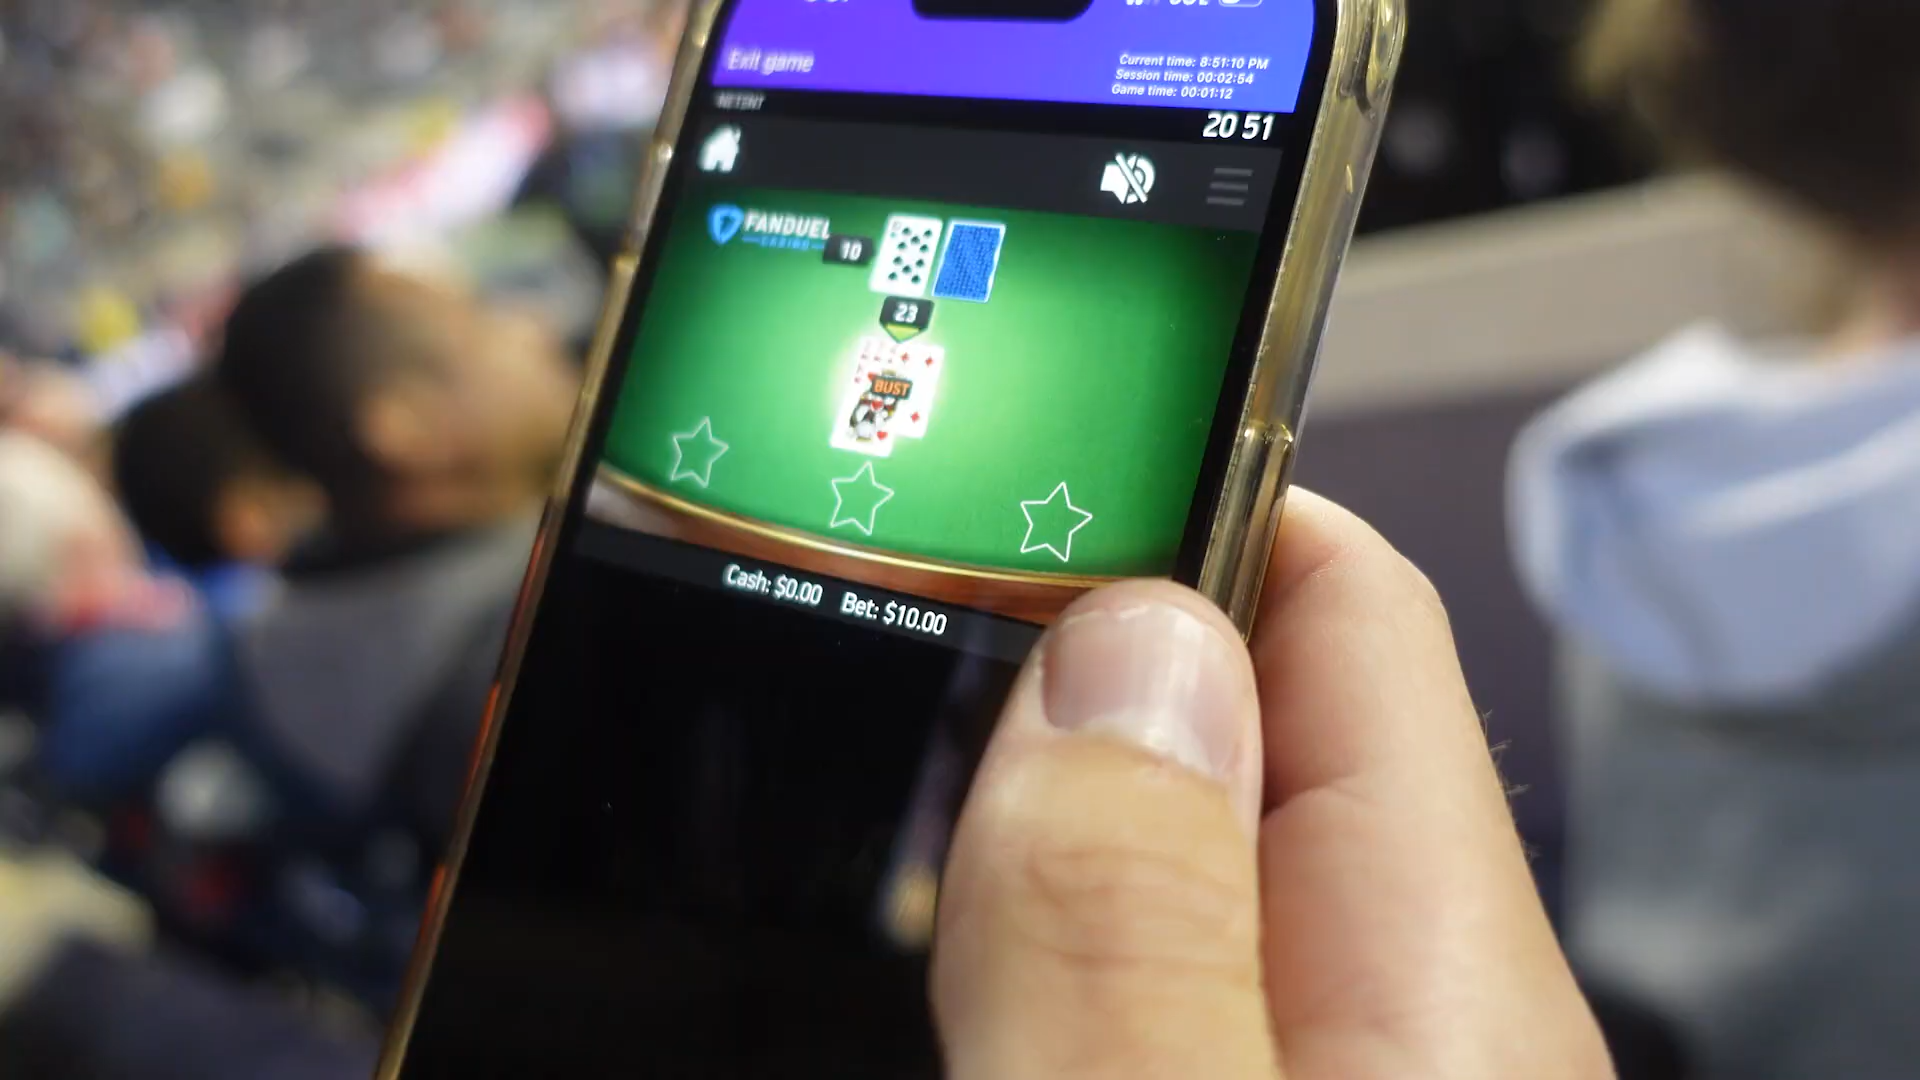 Exit game
Current time: 8:51:10 PM
Session time: 00:02:54
Game time: 00:01:12
NETENT
20 51
FANDUEL
CASINO
10
23
BUST
Cash: $0.00 Bet: $10.00